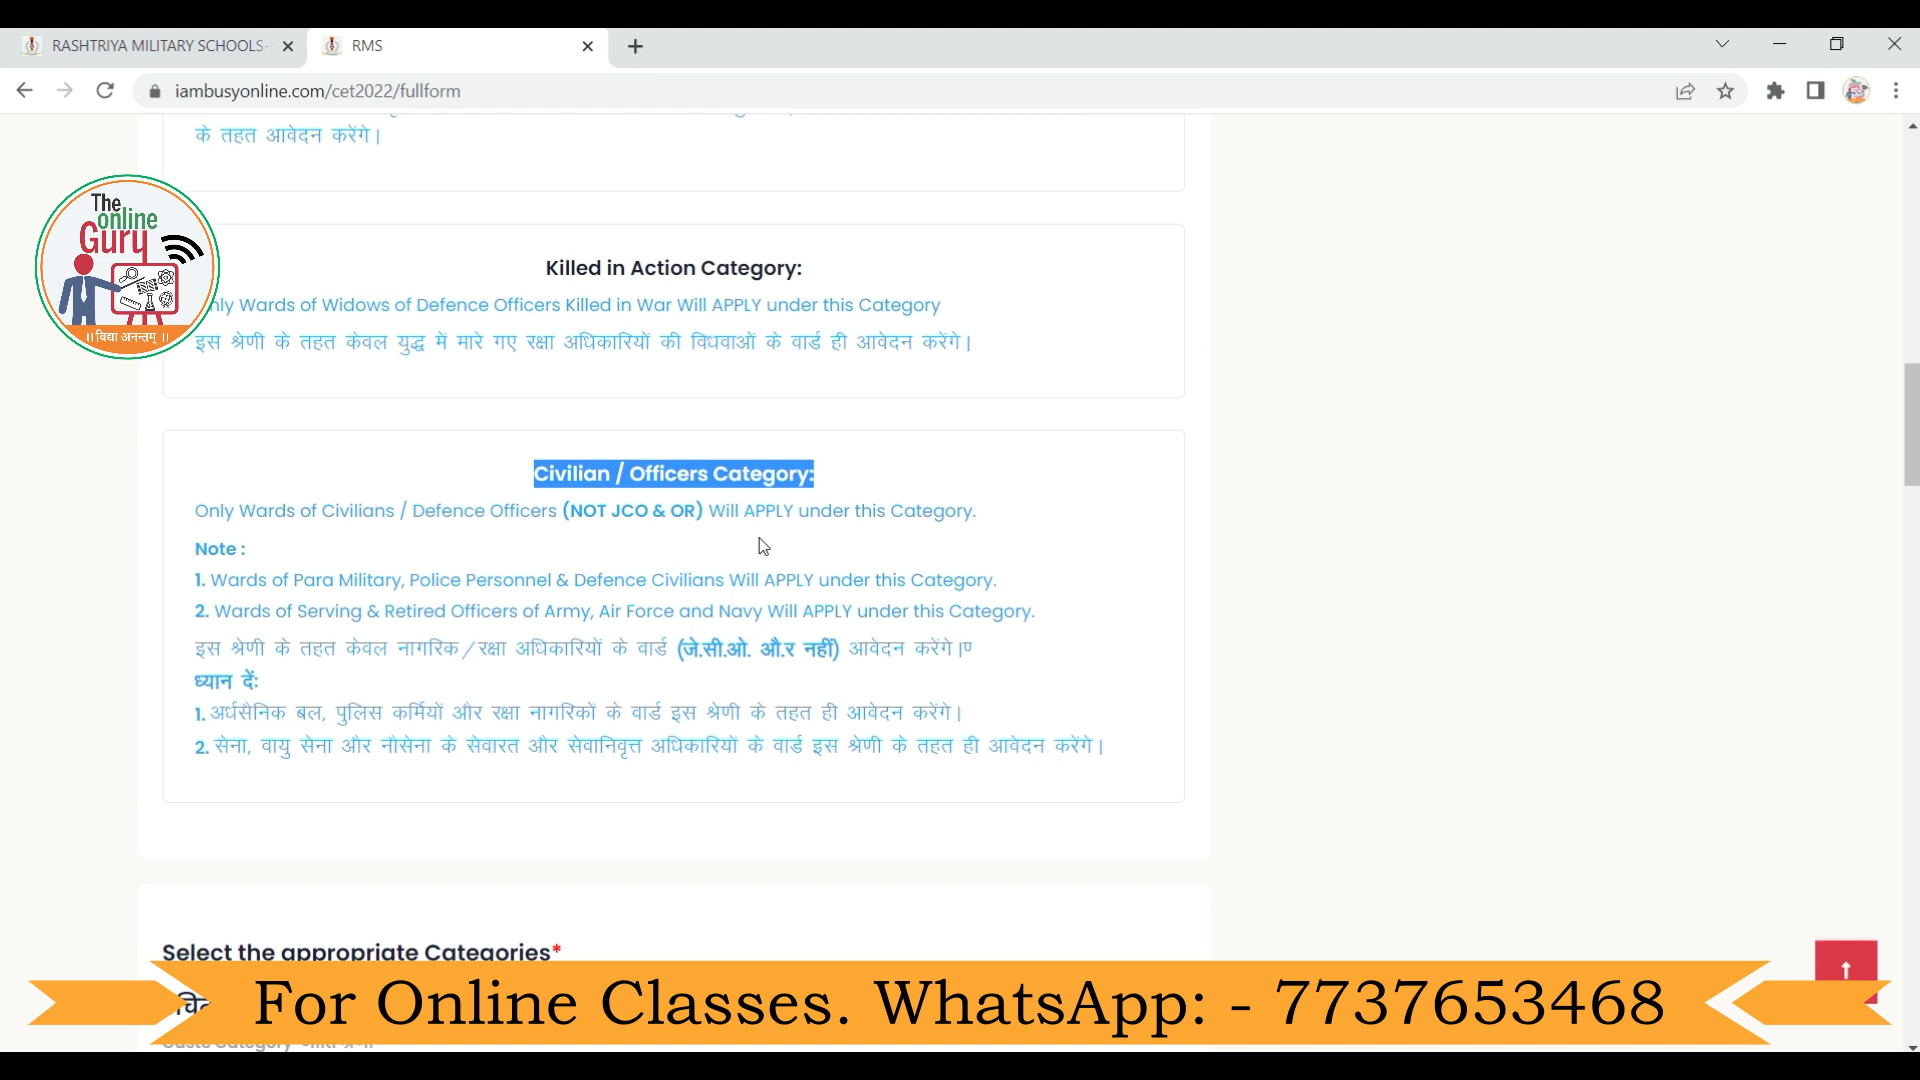 RASHTRIYA MILITARY SCHOOLS-
RMS
iambusyonline.com/cet2022/fullform
के तहत आवेदन करेंगे।
The
online
Guru
॥विद्या अनन्तम्॥
Killed in Action Category:
nly Wards of Widows of Defence Officers Killed in War Will APPLY under this Category
इस श्रेणी के तहत केवल युद्ध में मारे गए रक्षा अधिकारियों की विधवाओं के वार्ड ही आवेदन करेंगे।
Civilian / Officers Category:
Only Wards of Civilians / Defence Officers (NOT JCO & OR) Will APPLY under this Category.
Note :
1. Wards of Para Military, Police Personnel & Defence Civilians Will APPLY under this Category.
2. Wards of Serving & Retired Officers of Army, Air Force and Navy Will APPLY under this Category.
इस श्रेणी के तहत केवल नागरिक/रक्षा अधिकारियों के वार्ड (जे.सी.ओ. औ.र नहीं) आवेदन करेंगे।ण
ध्यान दें:
1. अर्धसैनिक बल, पुलिस कर्मियों और रक्षा नागरिकों के वार्ड इस श्रेणी के तहत ही आवेदन करेंगे।
2. सेना, वायु सेना और नौसेना के सेवारत और सेवानिवृत्त अधिकारियों के वार्ड इस श्रेणी के तहत ही आवेदन करेंगे।
Select the appropriate Categories*
For Online Classes. WhatsApp: - 7737653468